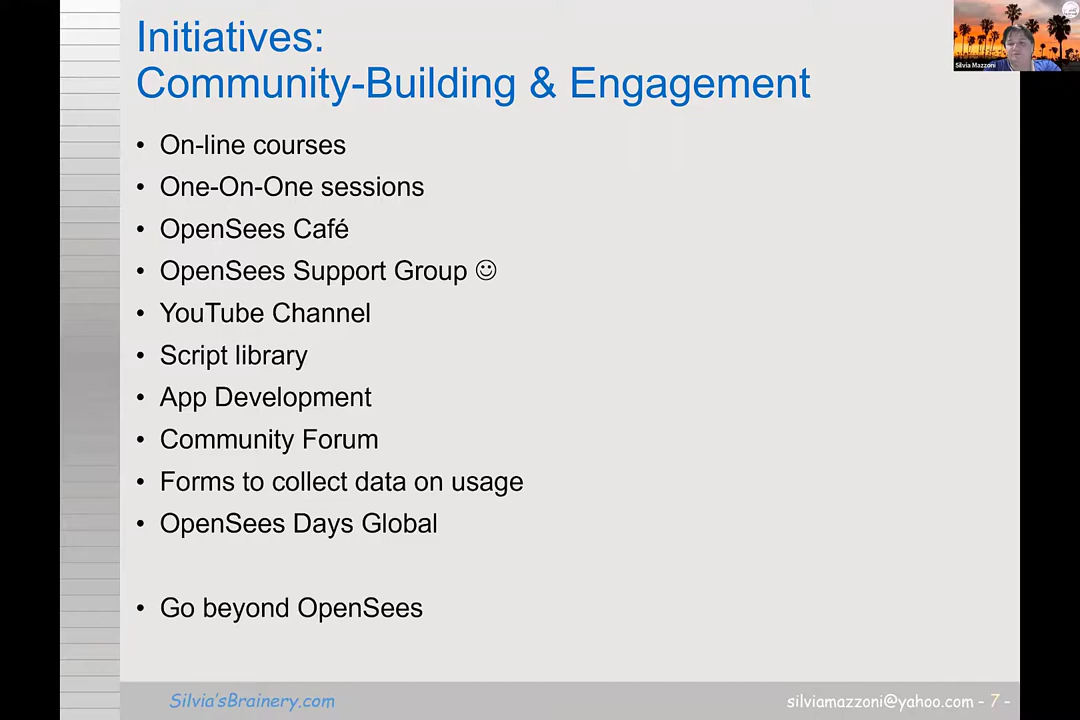 Initiatives:
Community-Building & Engagement
Silvia Mazzoni
• On-line courses
• One-On-One sessions
• OpenSees Café
• OpenSees Support Group ☺
• YouTube Channel
• Script library
• App Development
• Community Forum
• Forms to collect data on usage
• OpenSees Days Global
• Go beyond OpenSees
Silvia'sBrainery.com
silviamazzoni@yahoo.com - 7 -